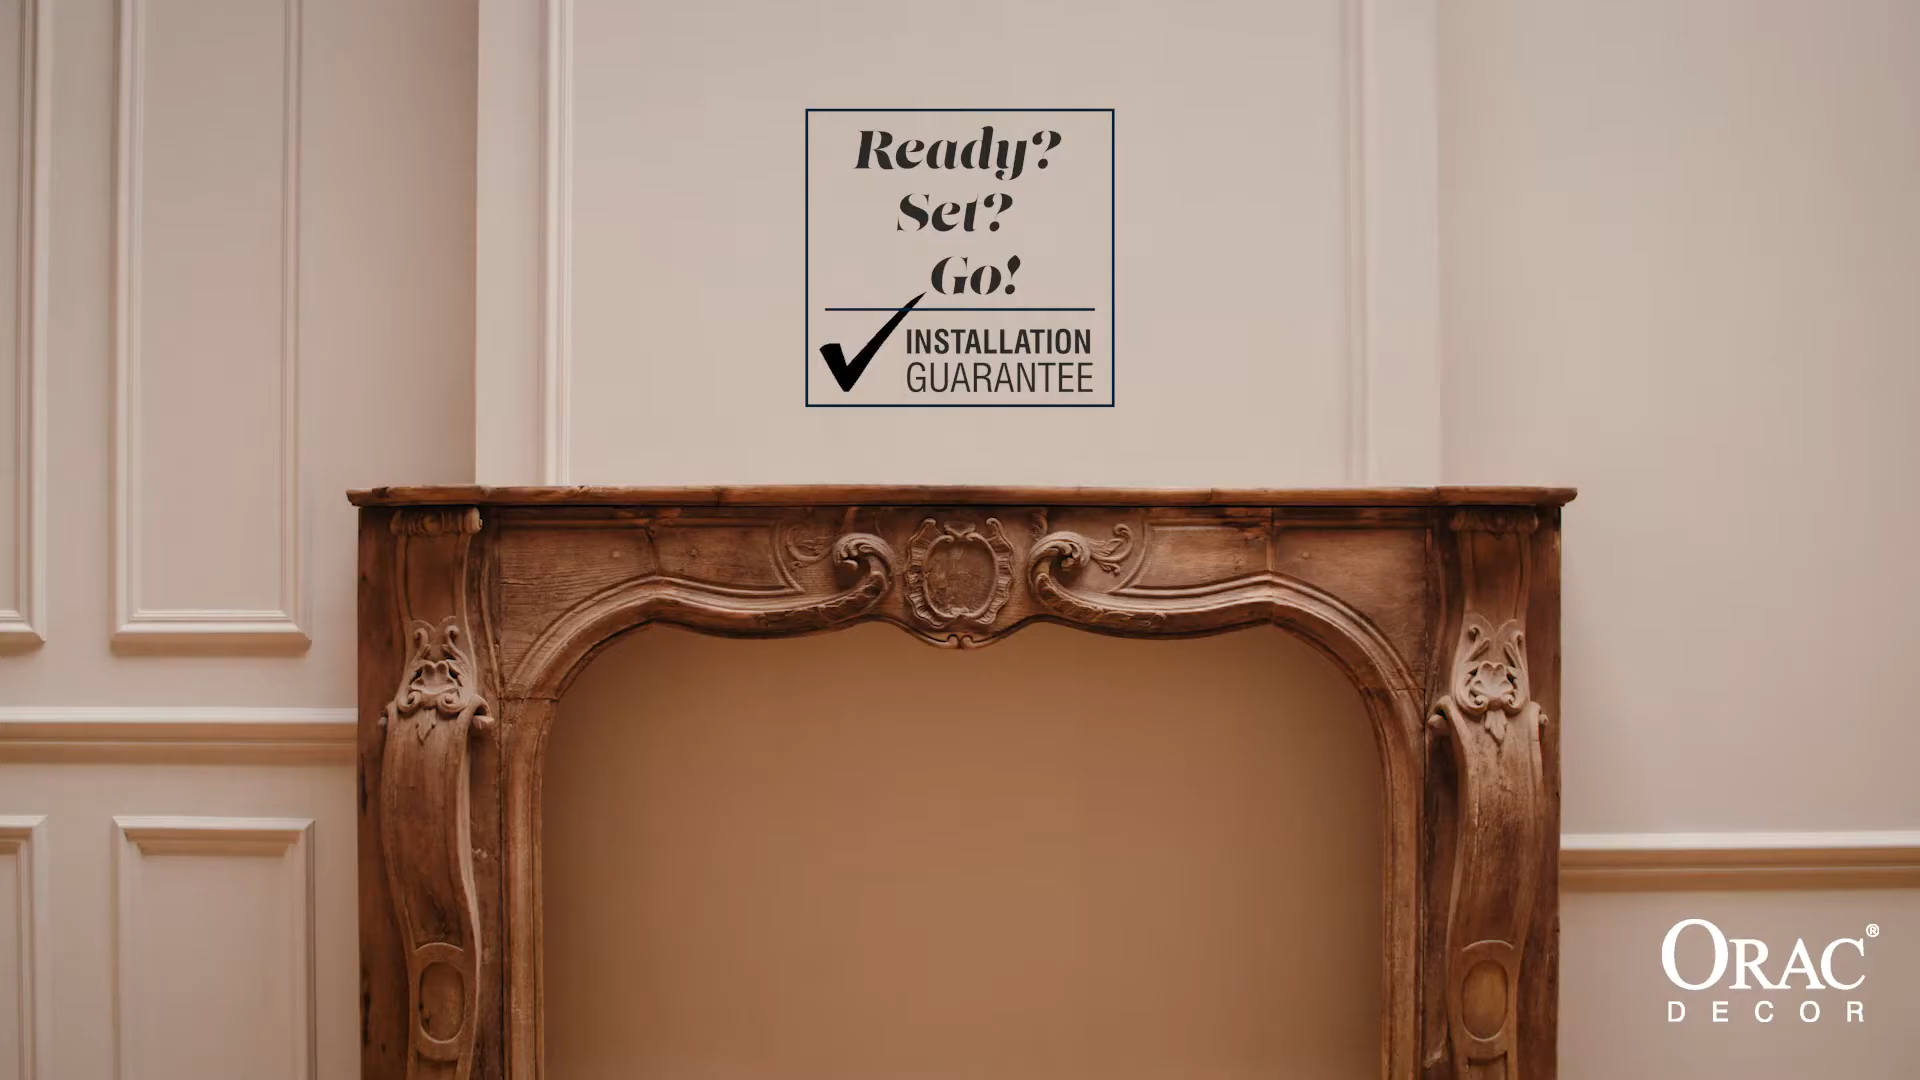 Ready?
Set?
Go!
INSTALLATION
GUARANTEE
ORAC®
DECOR